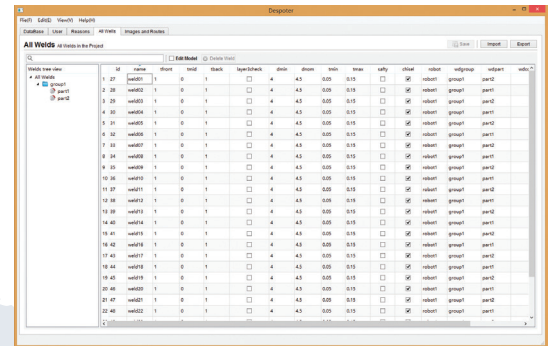 Despoter
File(F) Edit(E) View(V) Help(H)
DataBase User Reasons All Welds Images and Routes
All Welds All Welds in the Project Save Import Export
Edit Model Delete Weld
Welds tree view
All Welds
group1
part1
part2
id name tfront tmid tback layer3check dmin dnom tmin tmax safty chisel robot wdgroup wdpart
1 27 weld01 1 0 1 4 4.5 0.05 0.15 robot1 group1 part2
2 28 weld02 1 0 1 4 4.5 0.05 0.15 robot1 group1 part2
3 29 weld03 1 0 1 4 4.5 0.05 0.15 robot1 group1 part2
4 30 weld04 1 0 1 4 4.5 0.05 0.15 robot1 group1 part2
5 31 weld05 1 0 1 4 4.5 0.05 0.15 robot1 group1 part2
6 32 weld06 1 0 1 4 4.5 0.05 0.15 robot1 group1 part2
7 33 weld07 1 0 1 4 4.5 0.05 0.15 robot1 group1 part2
8 34 weld08 1 0 1 4 4.5 0.05 0.15 robot1 group1 part2
9 35 weld09 1 0 1 4 4.5 0.05 0.15 robot1 group1 part2
10 36 weld10 1 0 1 4 4.5 0.05 0.15 robot1 group1 part2
11 37 weld11 1 0 1 4 4.5 0.05 0.15 robot1 group1 part2
12 38 weld12 1 0 1 4 4.5 0.05 0.15 robot1 group1 part2
13 39 weld13 1 0 1 4 4.5 0.05 0.15 robot1 group1 part2
14 40 weld14 1 0 1 4 4.5 0.05 0.15 robot1 group1 part2
15 41 weld15 1 0 1 4 4.5 0.05 0.15 robot1 group1 part2
16 42 weld16 1 0 1 4 4.5 0.05 0.15 robot1 group1 part2
17 43 weld17 1 0 1 4 4.5 0.05 0.15 robot1 group1 part2
18 44 weld18 1 0 1 4 4.5 0.05 0.15 robot1 group1 part2
19 45 weld19 1 0 1 4 4.5 0.05 0.15 robot1 group1 part2
20 46 weld20 1 0 1 4 4.5 0.05 0.15 robot1 group1 part2
21 47 weld21 1 0 1 4 4.5 0.05 0.15 robot1 group1 part2
22 48 weld22 1 0 1 4 4.5 0.05 0.15 robot1 group1 part2